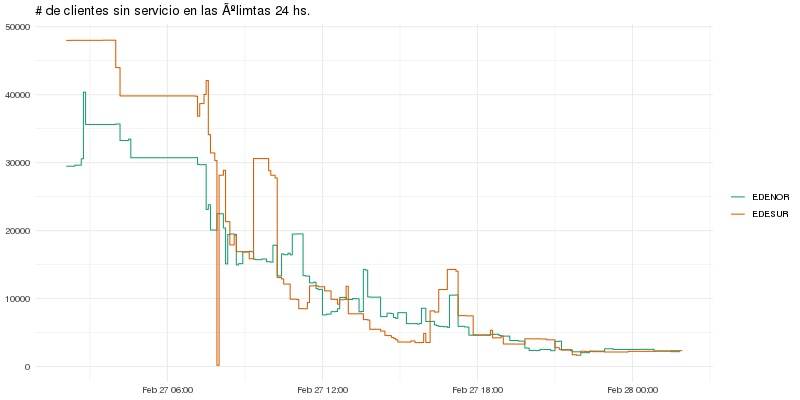 # de clientes sin servicio en las Ãºlimtas 24 hs.
50000
40000
30000
20000
10000
0
Feb 27 06:00
Feb 27 12:00
Feb 27 18:00
Feb 28 00:00
EDENOR
EDESUR